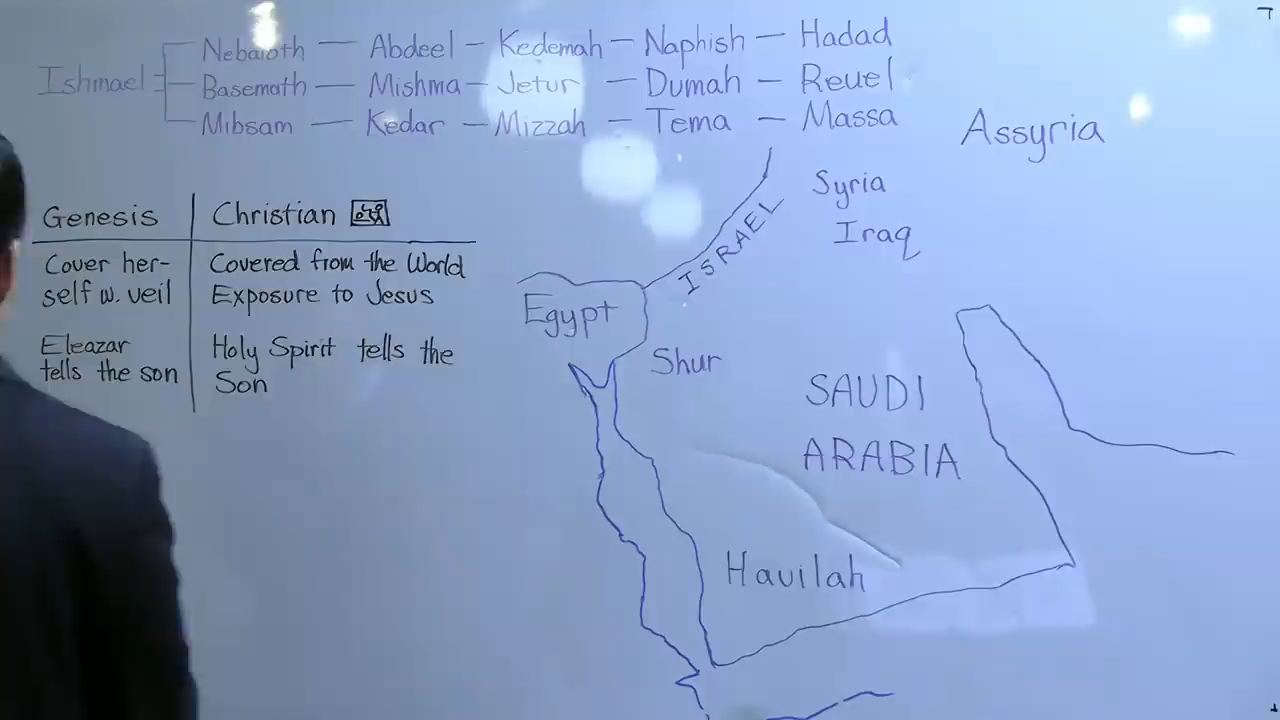 Nebaioth — Abdeel — Kedemah — Naphish — Hadad
Ishmael Basemath — Mishma — Jetur — Dumah — Reuel
Mibsam — Kedar — Mizzah — Tema — Massa
Assyria
Syria
Iraq
ISRAEL
Genesis Christian
Cover her- Covered from the World
self w. veil Exposure to Jesus
Eleazar Holy Spirit tells the
tells the son Son
Egypt
Shur
SAUDI
ARABIA
Havilah